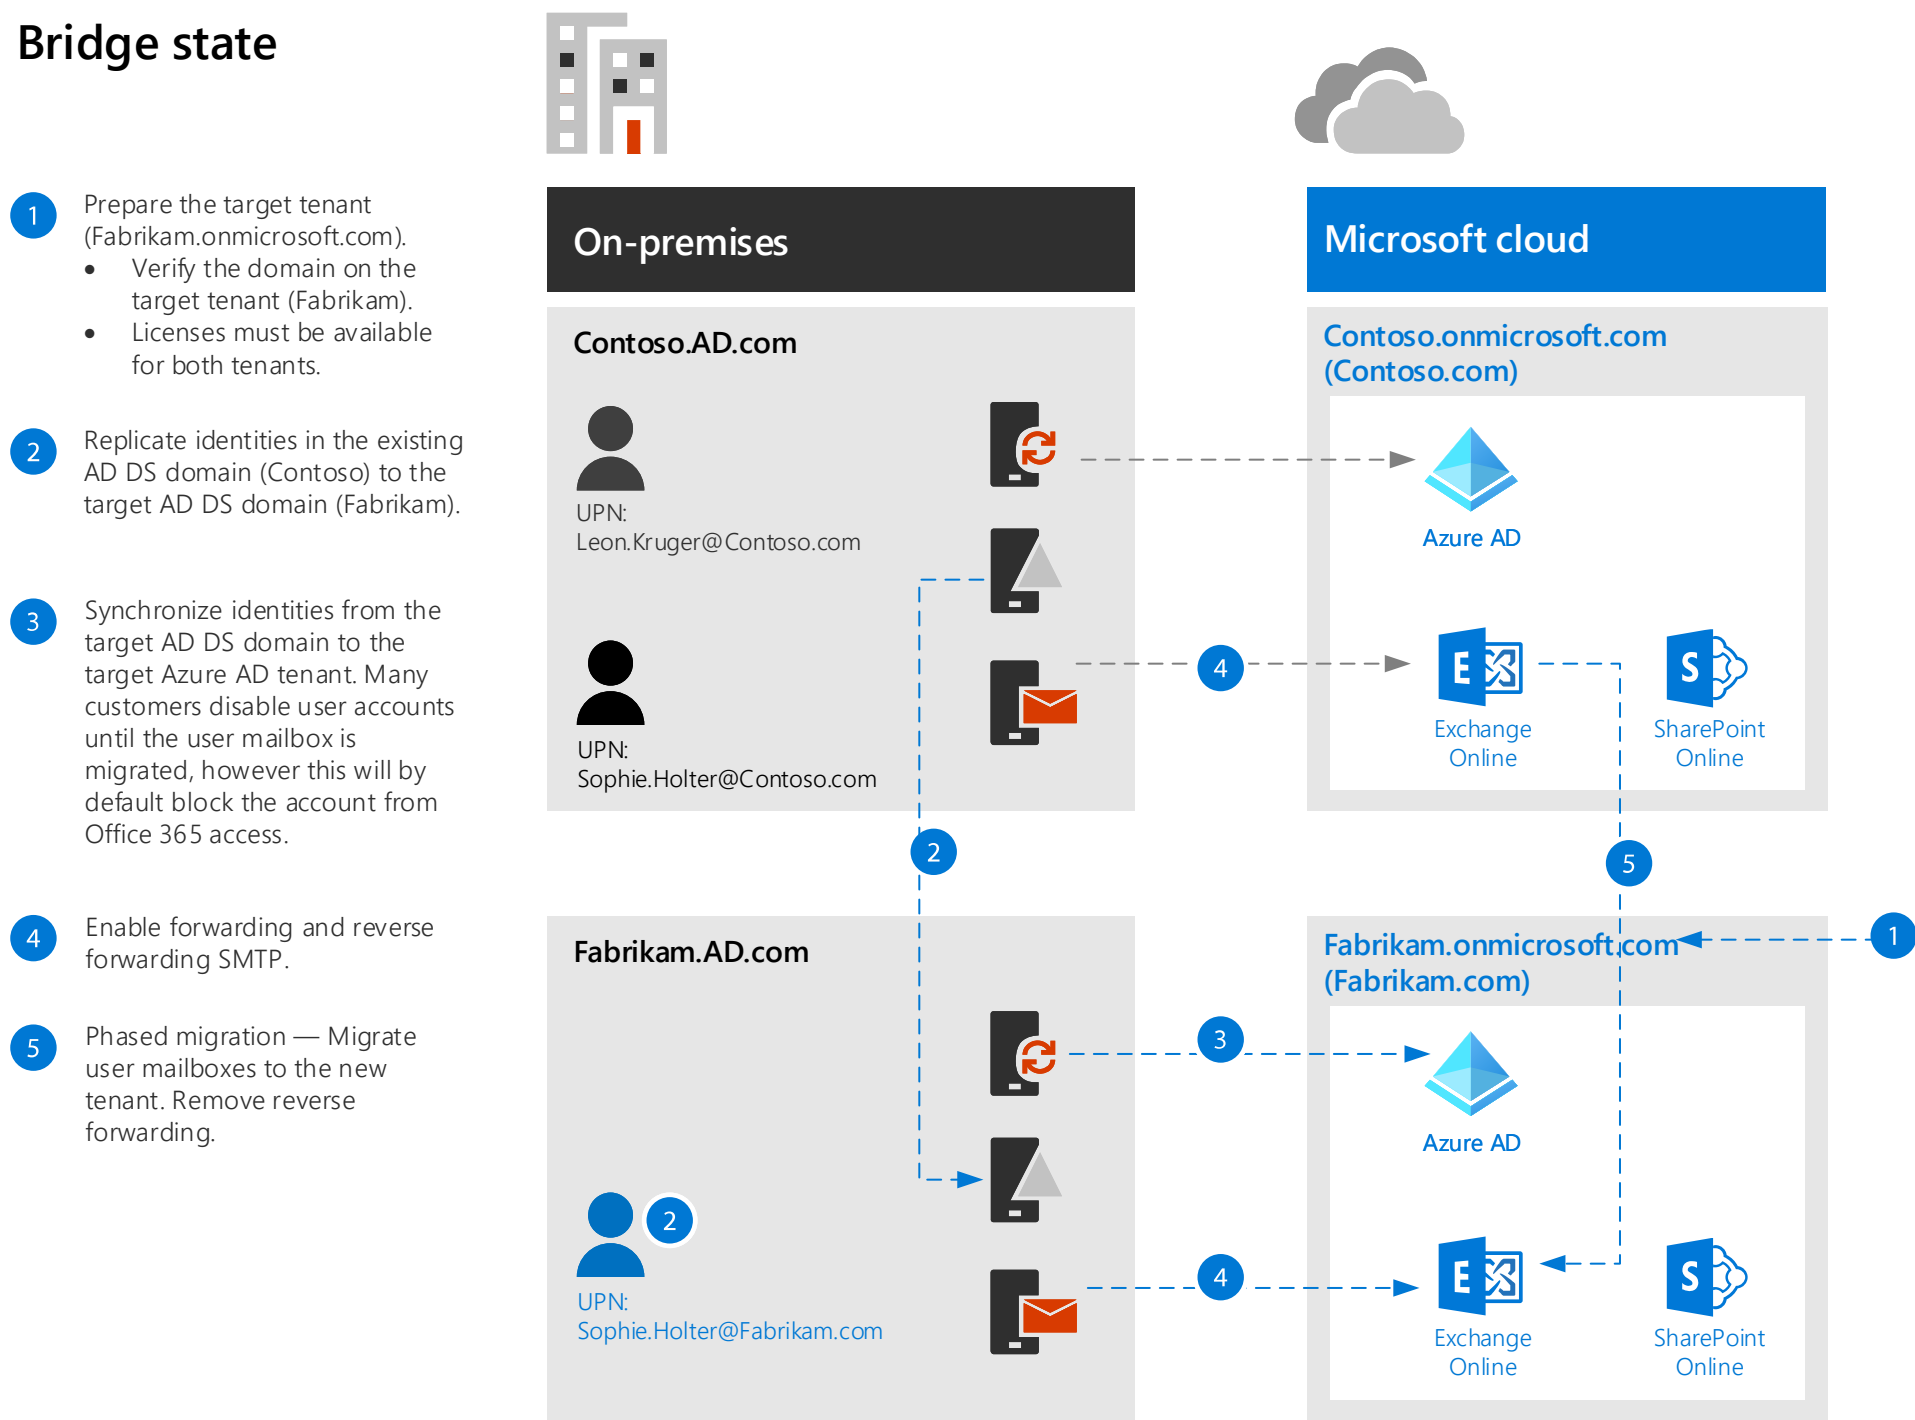 Bridge state
1
Prepare the target tenant
(Fabrikam.onmicrosoft.com).
• Verify the domain on the
target tenant (Fabrikam).
• Licenses must be available
for both tenants.
2
Replicate identities in the existing
AD DS domain (Contoso) to the
target AD DS domain (Fabrikam).
3
Synchronize identities from the
target AD DS domain to the
target Azure AD tenant. Many
customers disable user accounts
until the user mailbox is
migrated, however this will by
default block the account from
Office 365 access.
4
Enable forwarding and reverse
forwarding SMTP.
5
Phased migration — Migrate
user mailboxes to the new
tenant. Remove reverse
forwarding.
On-premises
Contoso.AD.com
UPN:
Leon.Kruger@Contoso.com
UPN:
Sophie.Holter@Contoso.com
2
Fabrikam.AD.com
2
UPN:
Sophie.Holter@Fabrikam.com
4
3
4
Microsoft cloud
Contoso.onmicrosoft.com
(Contoso.com)
Azure AD
E
Exchange
Online
S
SharePoint
Online
5
1
Fabrikam.onmicrosoft.com
(Fabrikam.com)
Azure AD
E
Exchange
Online
S
SharePoint
Online